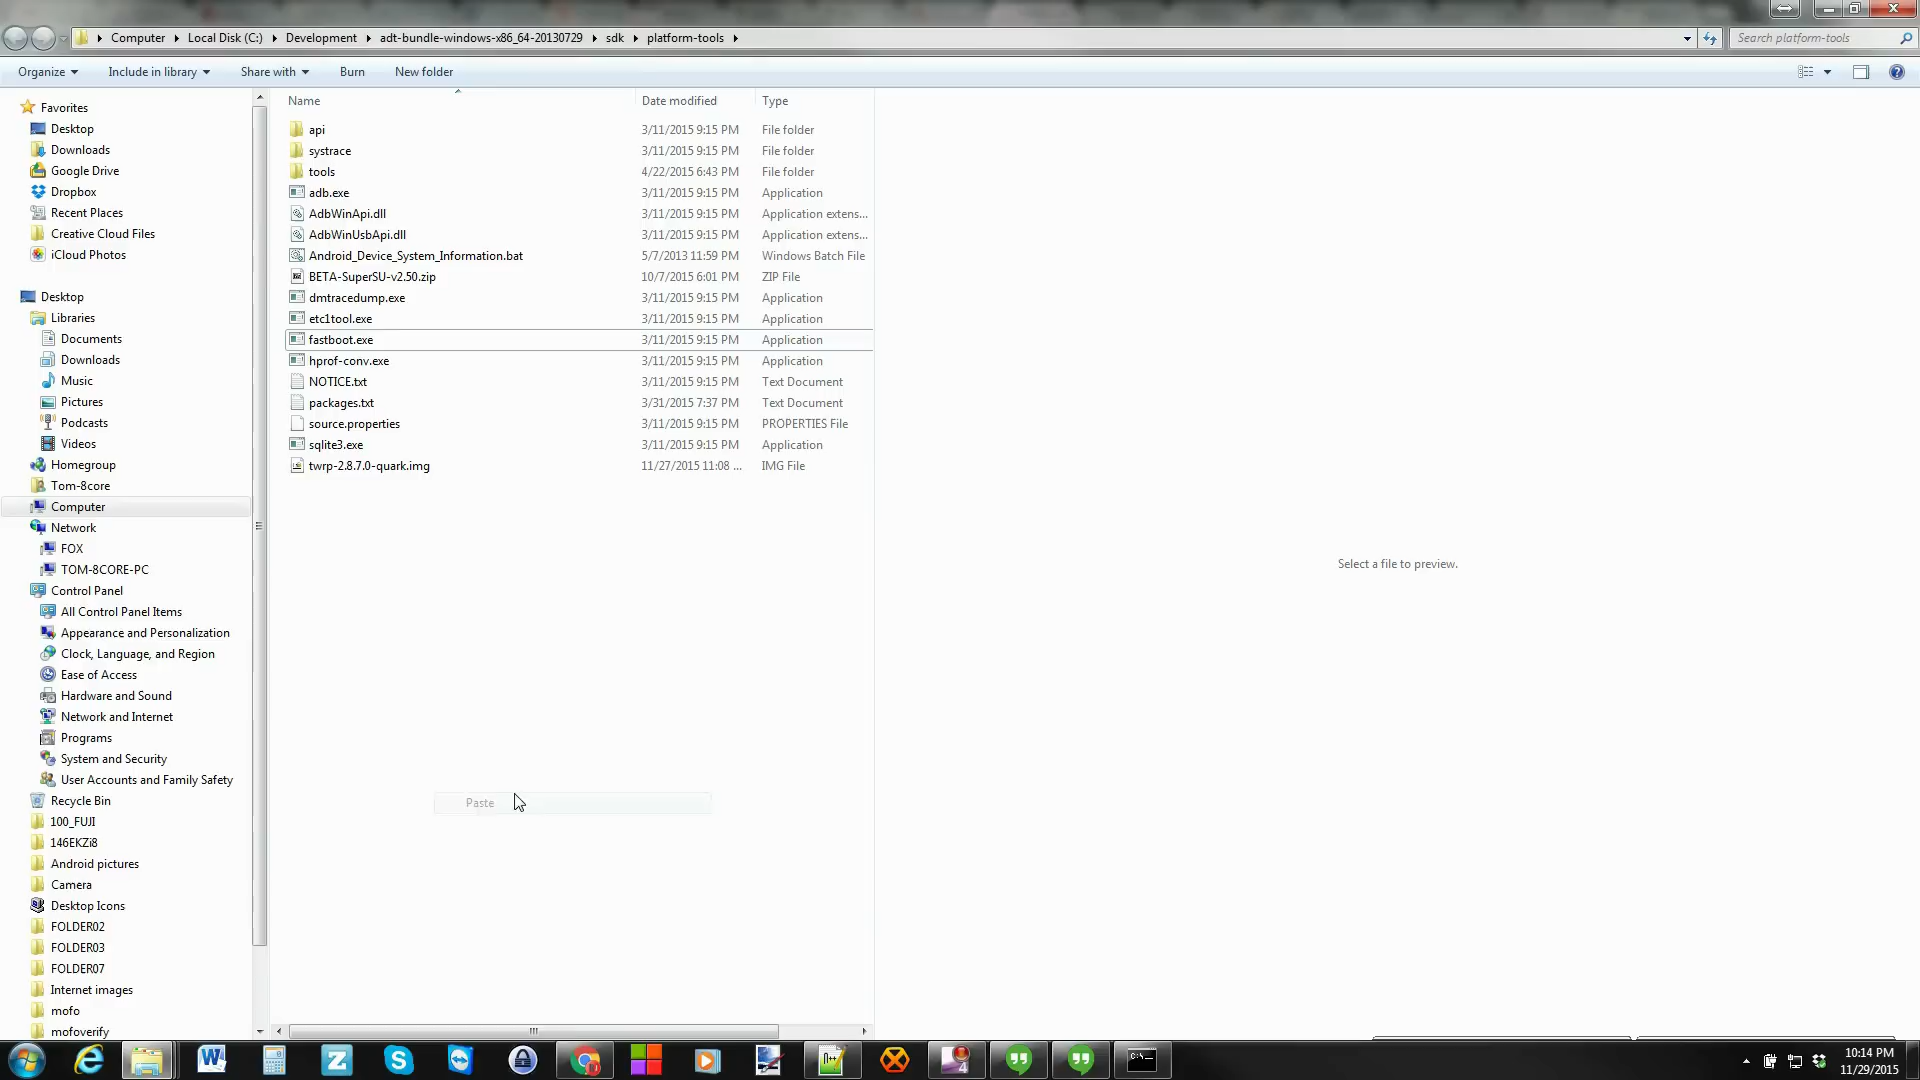 Computer Local Disk (C:) Development adt-bundle-windows-x86_64-20130729 sdk platform-tools
Search platform-tools
Organize Include in library Share with Burn New folder
Name Date modified Type
api 3/11/2015 9:15 PM File folder
systrace 3/11/2015 9:15 PM File folder
tools 4/22/2015 6:43 PM File folder
adb.exe 3/11/2015 9:15 PM Application
AdbWinApi.dll 3/11/2015 9:15 PM Application extens...
AdbWinUsbApi.dll 3/11/2015 9:15 PM Application extens...
Android_Device_System_Information.bat 5/7/2013 11:59 PM Windows Batch File
BETA-SuperSU-v2.50.zip 10/7/2015 6:01 PM ZIP File
dmtracedump.exe 3/11/2015 9:15 PM Application
etc1tool.exe 3/11/2015 9:15 PM Application
fastboot.exe 3/11/2015 9:15 PM Application
hprof-conv.exe 3/11/2015 9:15 PM Application
NOTICE.txt 3/11/2015 9:15 PM Text Document
packages.txt 3/31/2015 7:37 PM Text Document
source.properties 3/11/2015 9:15 PM PROPERTIES File
sqlite3.exe 3/11/2015 9:15 PM Application
twrp-2.8.7.0-quark.img 11/27/2015 11:08 ... IMG File
Favorites
Desktop
Downloads
Google Drive
Dropbox
Recent Places
Creative Cloud Files
iCloud Photos
Desktop
Libraries
Documents
Downloads
Music
Pictures
Podcasts
Videos
Homegroup
Tom-8core
Computer
Network
FOX
TOM-8CORE-PC
Control Panel
All Control Panel Items
Appearance and Personalization
Clock, Language, and Region
Ease of Access
Hardware and Sound
Network and Internet
Programs
System and Security
User Accounts and Family Safety
Recycle Bin
100_FUJI
146EKZi8
Android pictures
Camera
Desktop Icons
FOLDER02
FOLDER03
FOLDER07
Internet images
mofo
mofoverify
Paste
Select a file to preview.
10:14 PM
11/29/2015